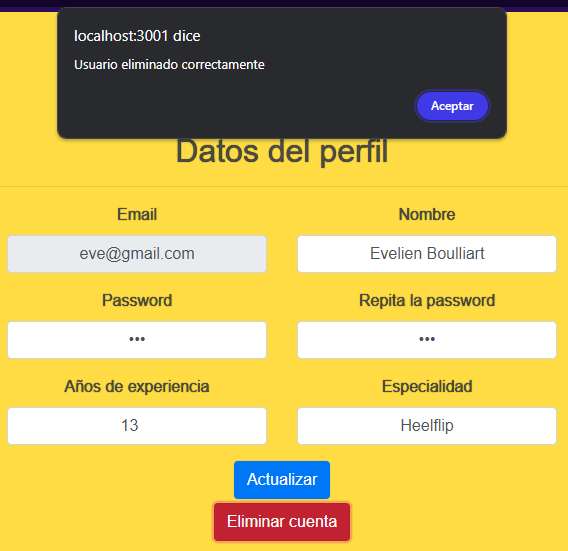 localhost:3001 dice
Usuario eliminado correctamente
Aceptar
Datos del perfil
Email
Nombre
eve@gmail.com
Evelien Boulliart
Password
Repita la password
•••
•••
Años de experiencia
Especialidad
13
Heelflip
Actualizar
Eliminar cuenta